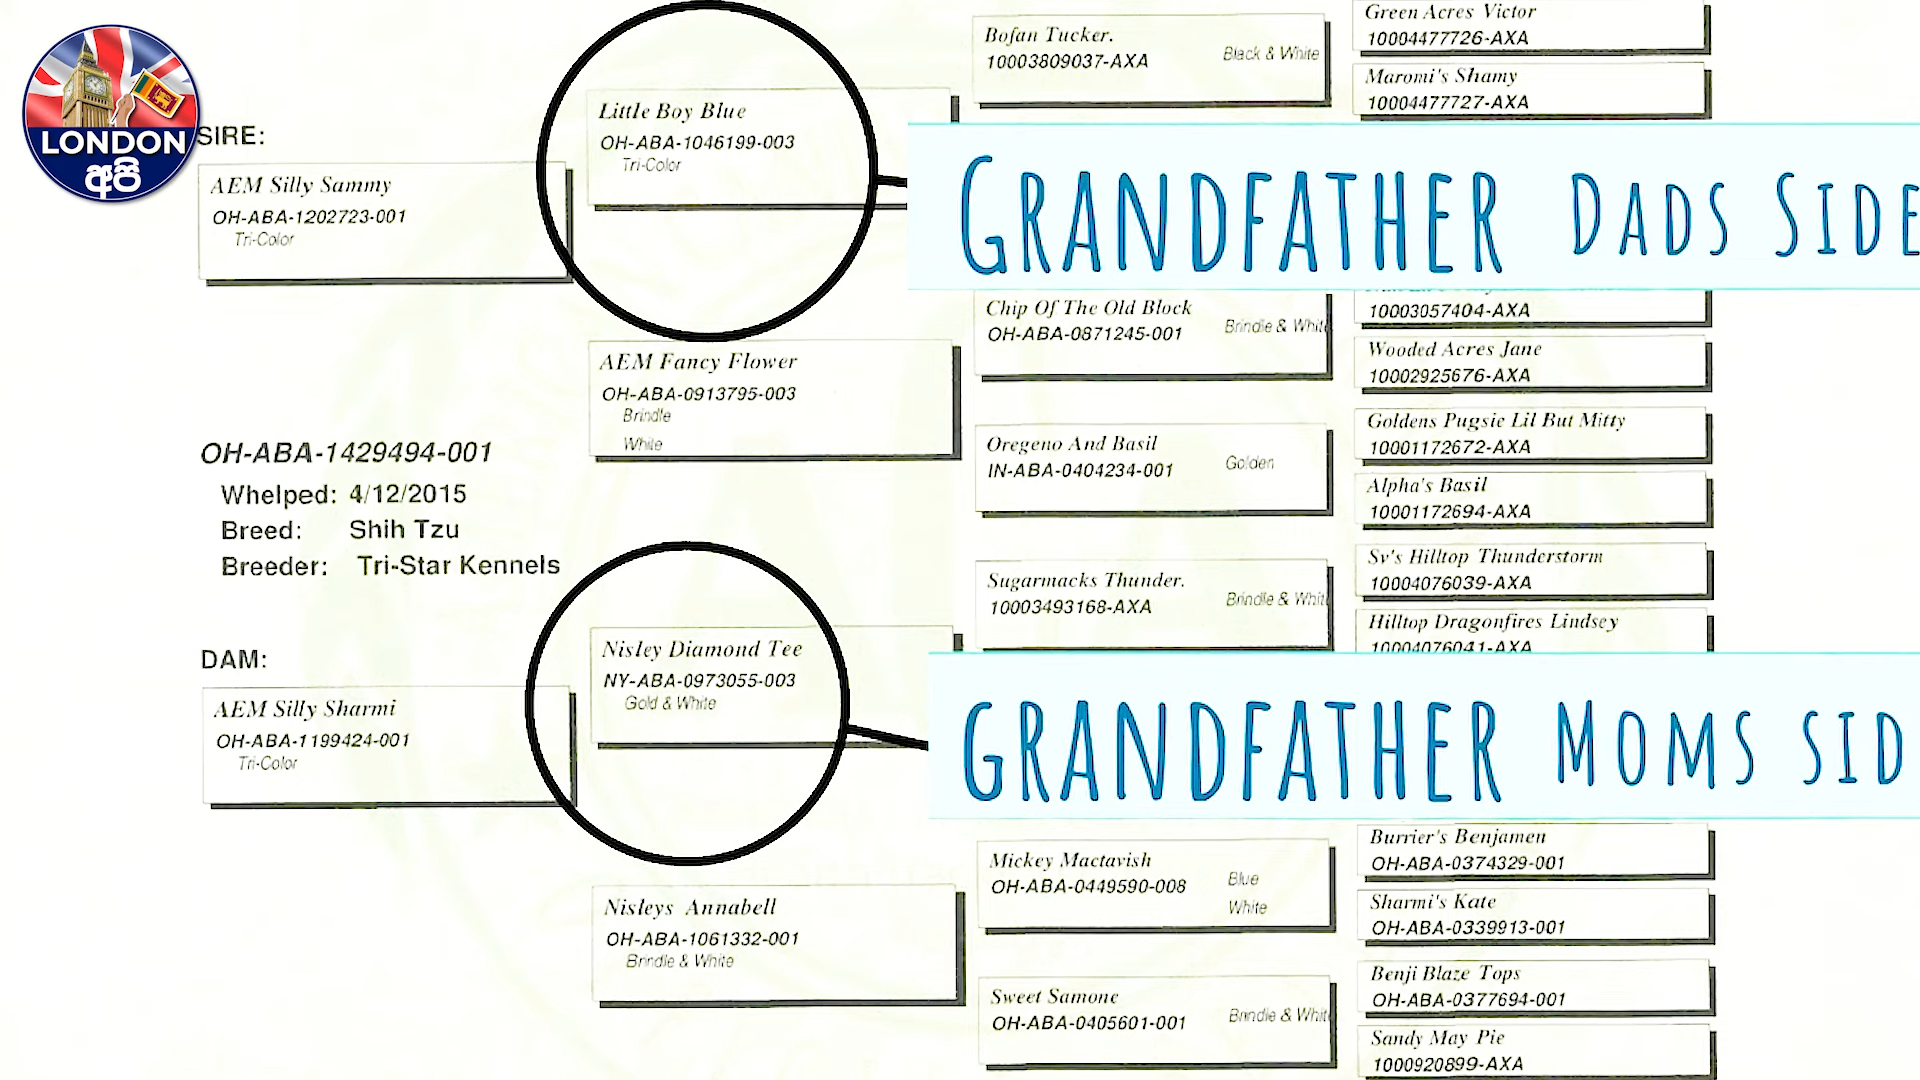 LONDON
අපි
SIRE:
AEM Silly Sammy
OH-ABA-1202723-001
Tri-Color
OH-ABA-1429494-001
Whelped: 4/12/2015
Breed: Shih Tzu
Breeder: Tri-Star Kennels
DAM:
AEM Silly Sharmi
OH-ABA-1199424-001
Tri-Color
Little Boy Blue
OH-ABA-1046199-003
Tri-Color
AEM Fancy Flower
OH-ABA-0913795-003
Brindle
White
Nisley Diamond Tee
NY-ABA-0973055-003
Gold & White
Nisleys Annabell
OH-ABA-1061332-001
Brindle & White
Bofan Tucker.
10003809037-AXA Black & White
GRANDFATHER DADS SIDE
Chip Of The Old Block
OH-ABA-0871245-001 Brindle & Whit
Oregeno And Basil
IN-ABA-0404234-001 Golden
Sugarmacks Thunder.
10003493168-AXA Brindle & Whit
GRANDFATHER MOMS SID
Mickey Mactavish
OH-ABA-0449590-008 Blue
White
Sweet Samone
OH-ABA-0405601-001 Brindle & Whit
Green Acres Victor
10004477726-AXA
Maromi's Shamy
10004477727-AXA
10003057404-AXA
Wooded Acres Jane
10002925676-AXA
Goldens Pugsie Lil But Mitty
10001172672-AXA
Alpha's Basil
10001172694-AXA
Sv's Hilltop Thunderstorm
10004076039-AXA
Hilltop Dragonfires Lindsey
10004076041-AXA
Burrier's Benjamen
OH-ABA-0374329-001
Sharmi's Kate
OH-ABA-0339913-001
Benji Blaze Tops
OH-ABA-0377694-001
Sandy May Pie
1000920899-AXA